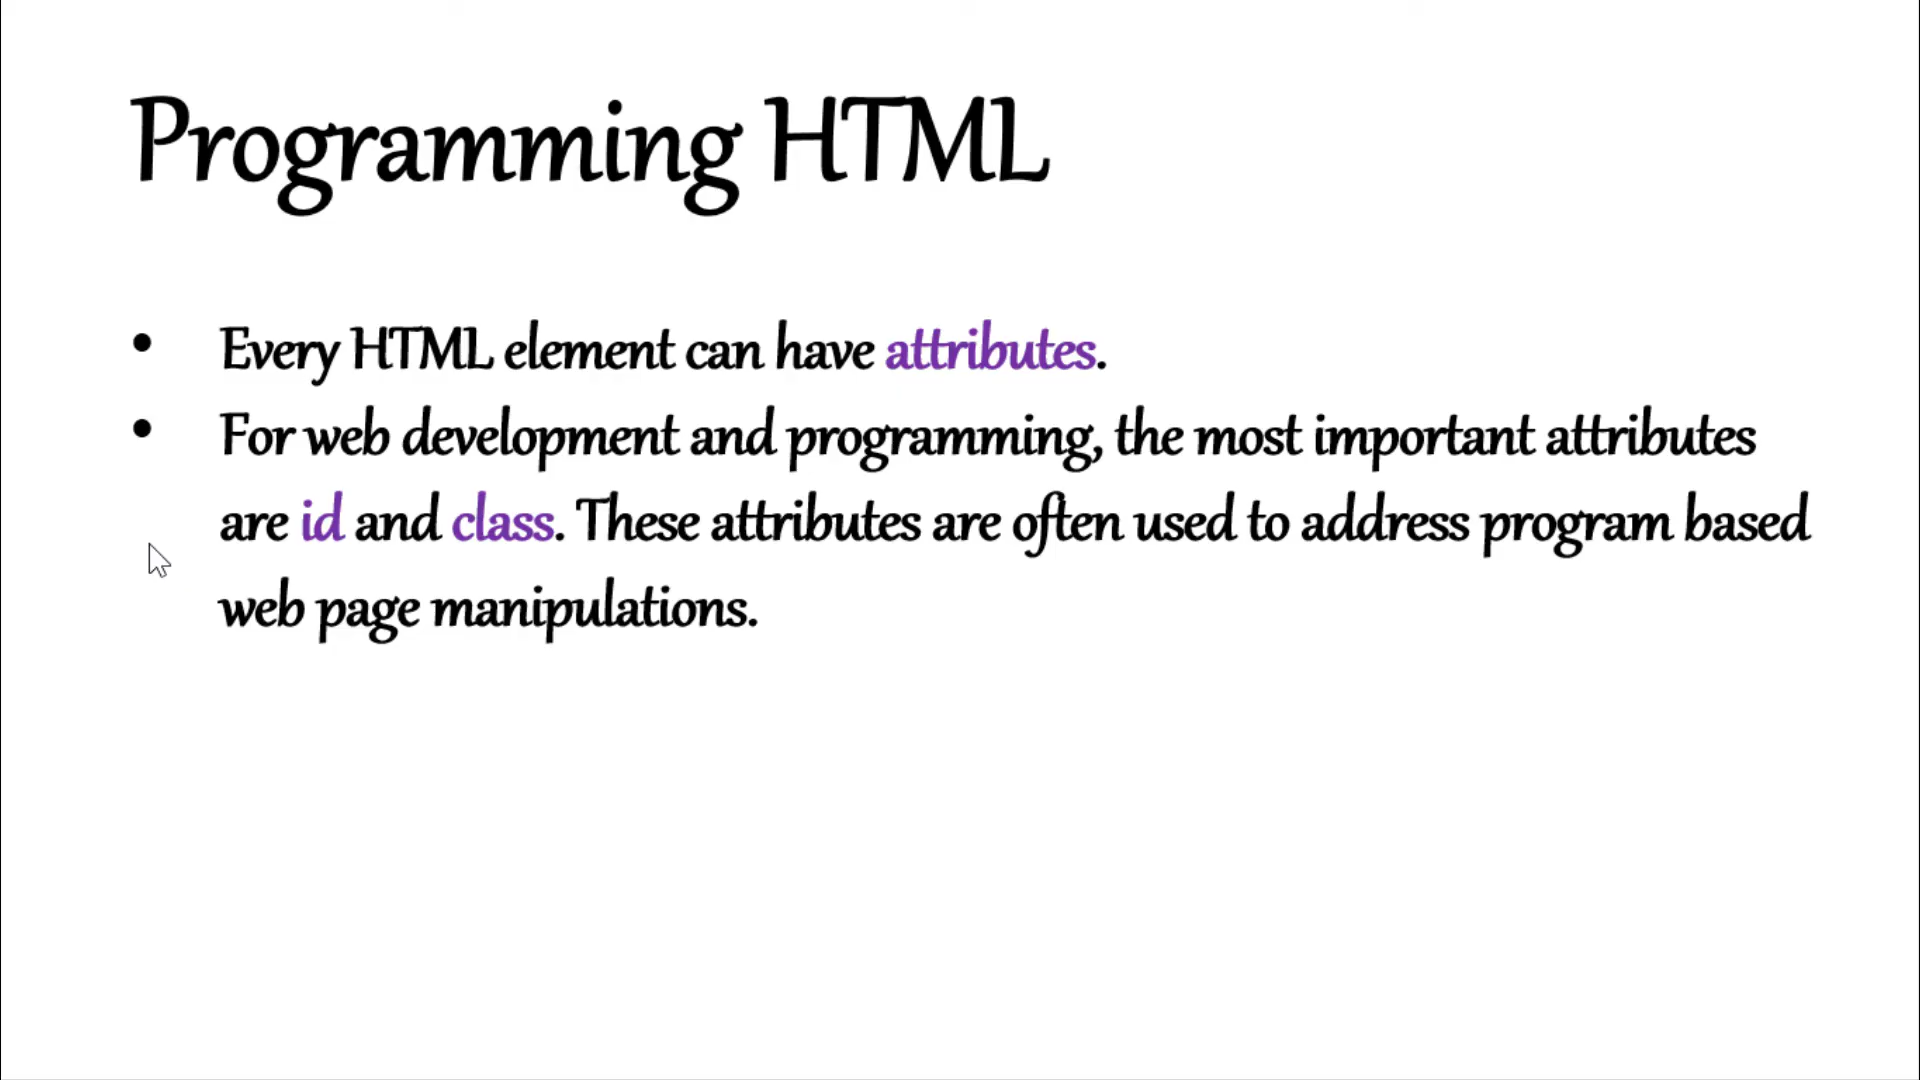 Programming HTML
• Every HTML element can have attributes.
• For web development and programming, the most important attributes
are id and class. These attributes are often used to address program based
web page manipulations.